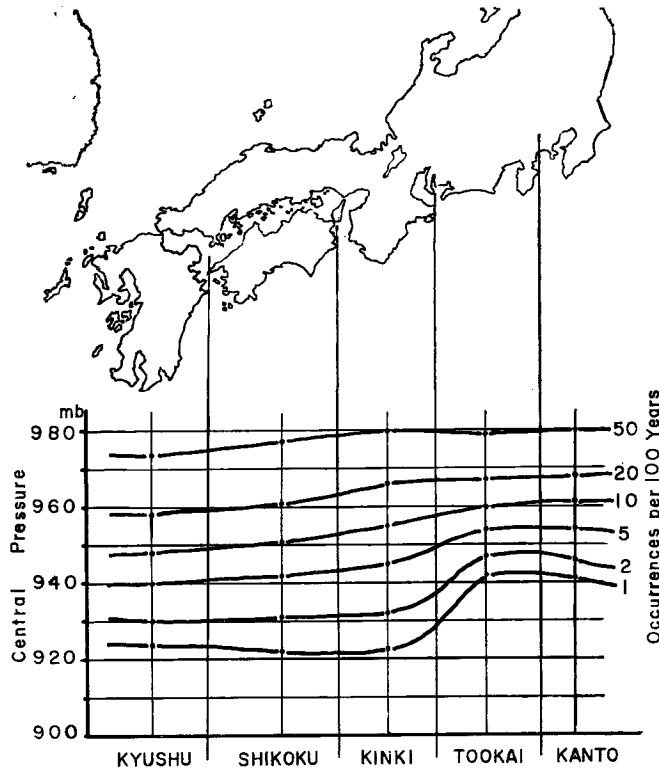 mb
980
960
940
920
900
Central Pressure
50
20
10
5
2
1
Occurrences per 100 Years
KYUSHU
SHIKOKU
KINKI
TOOKAI
KANTO